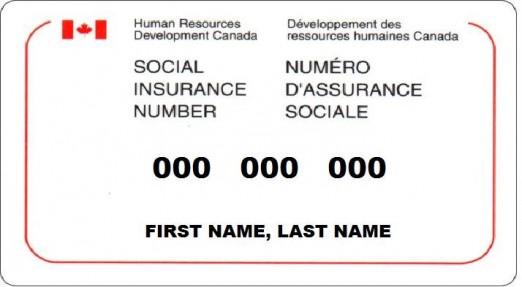 Human Resources
Development Canada
Développement des
ressources humaines Canada
SOCIAL
INSURANCE
NUMBER
NUMÉRO
D'ASSURANCE
SOCIALE
000 000 000
FIRST NAME, LAST NAME